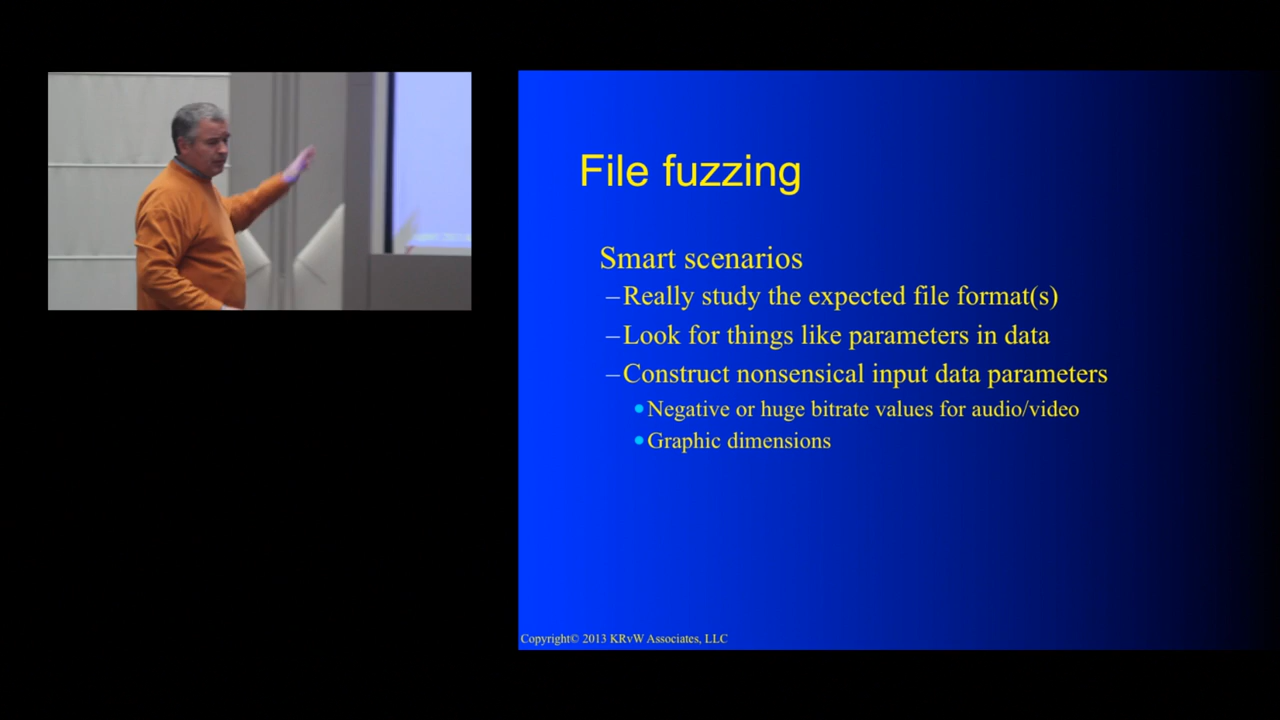 File fuzzing
Smart scenarios
–Really study the expected file format(s)
–Look for things like parameters in data
–Construct nonsensical input data parameters
•Negative or huge bitrate values for audio/video
•Graphic dimensions
Copyright© 2013 KRvW Associates, LLC